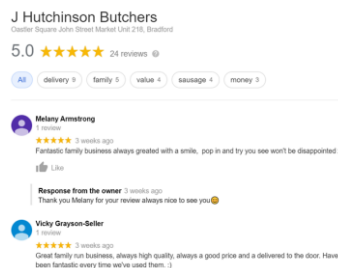 J Hutchinson Butchers
Oastler Square John Street Market Unit 218, Bradford
5.0 ★★★★★ 24 reviews
All delivery 9 family 5 value 4 sausage 4 money 3
Melany Armstrong
1 review
★★★★★ 3 weeks ago
Fantastic family business always greated with a smile, pop in and try you see won't be disappointed
Like
Response from the owner 3 weeks ago
Thank you Melany for your review always nice to see you😀
Vicky Grayson-Seller
1 review
★★★★★ 3 weeks ago
Great family run business, always high quality, always a good price and a delivered to the door. Have
been fantastic every time we've used them. :)